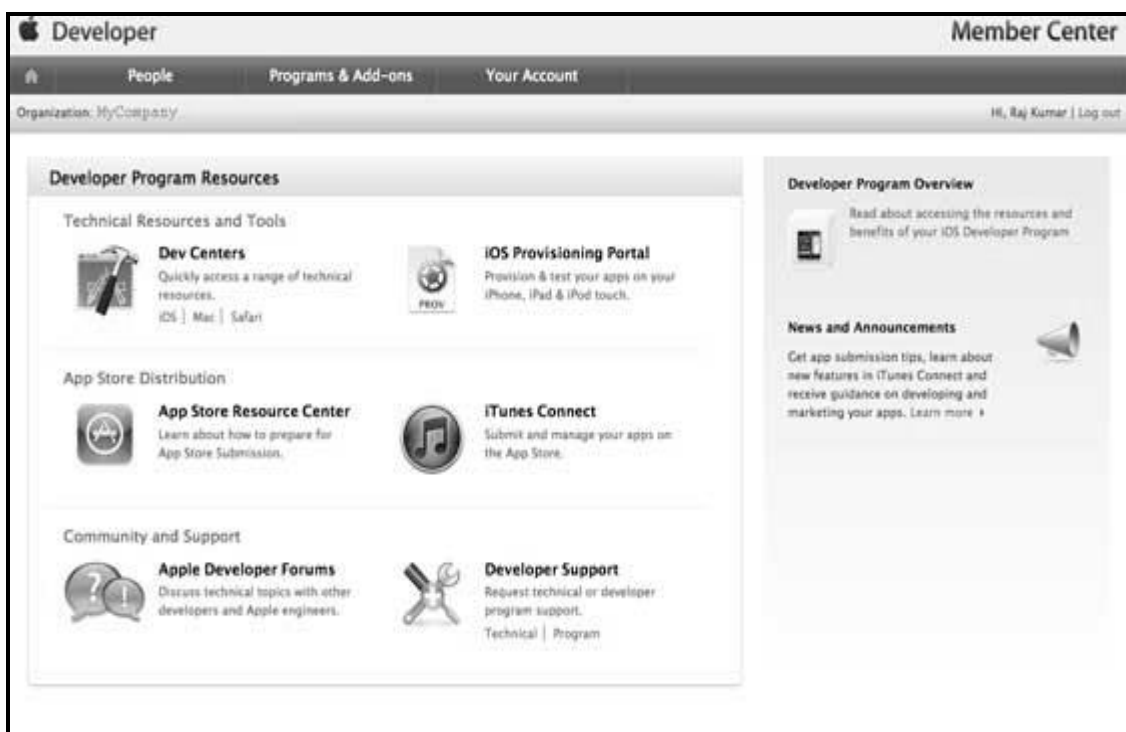 Developer
Member Center
People
Programs & Add-ons
Your Account
Organization: MyCompany
Hi, Raj Kumar | Log out
Developer Program Resources
Technical Resources and Tools
Dev Centers
Quickly access a range of technical
resources.
iOS | Mac | Safari
iOS Provisioning Portal
Provision & test your apps on your
iPhone, iPad & iPod touch.
PROV
App Store Distribution
App Store Resource Center
Learn about how to prepare for
App Store Submission.
iTunes Connect
Submit and manage your apps on
the App Store.
Community and Support
Apple Developer Forums
Discuss technical topics with other
developers and Apple engineers.
Developer Support
Request technical or developer
program support.
Technical | Program
Developer Program Overview
Read about accessing the resources and
benefits of your iOS Developer Program
News and Announcements
Get app submission tips, learn about
new features in iTunes Connect and
receive guidance on developing and
marketing your apps. Learn more